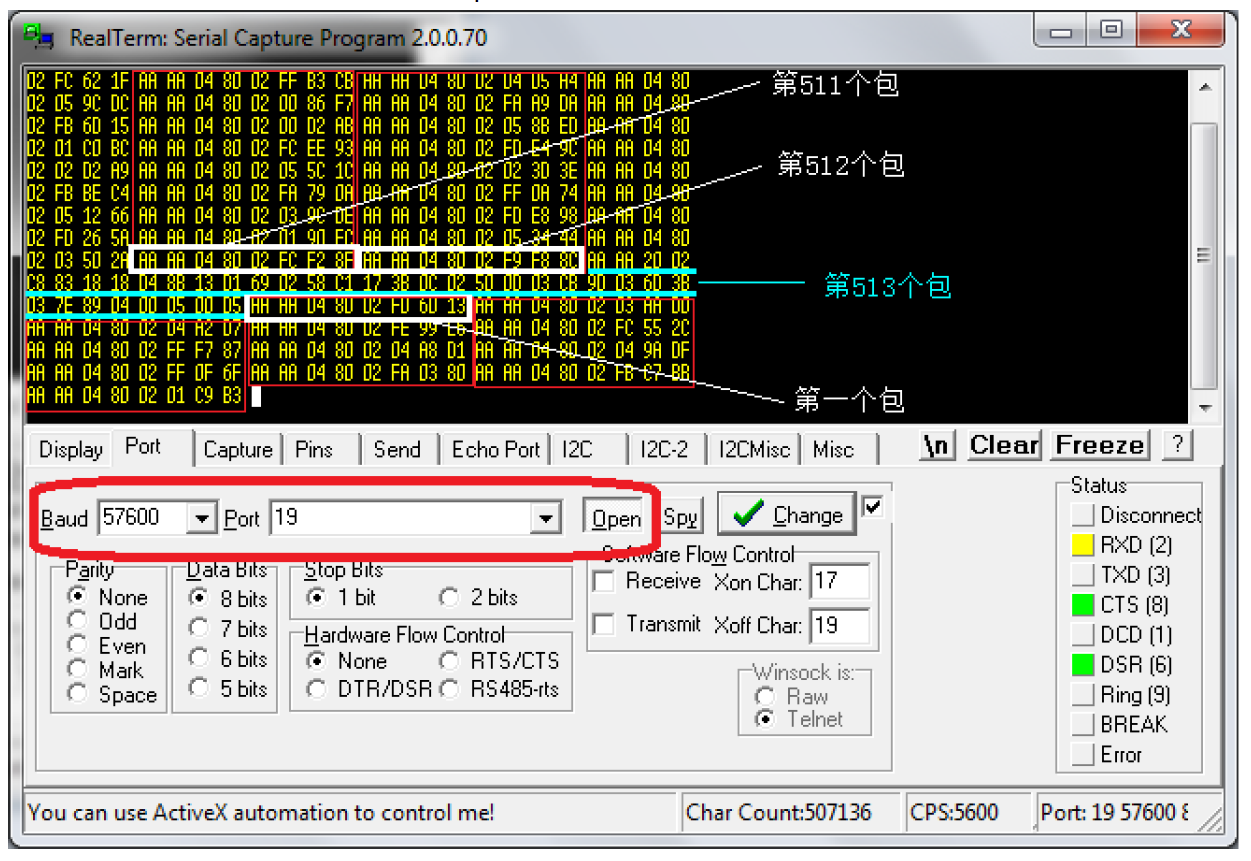 RealTerm: Serial Capture Program 2.0.0.70
02 FC 62 1F AA AA 04 80 02 FF B3 CB AA AA 04 80 02 04 D5 A4 AA AA 04 80
02 05 9C DC AA AA 04 80 02 00 86 F7 AA AA 04 80 02 FA A9 DA AA AA 04 80
02 FB 6D 15 AA AA 04 80 02 00 D2 AB AA AA 04 80 02 05 8B ED AA AA 04 80
02 01 C0 BC AA AA 04 80 02 FC EE 93 AA AA 04 80 02 FD E4 9C AA AA 04 80
02 02 D2 A9 AA AA 04 80 02 05 5C 1C AA AA 04 80 02 02 3D 3E AA AA 04 80
02 FB BE C4 AA AA 04 80 02 FA 79 0A AA AA 04 80 02 FF 0A 74 AA AA 04 80
02 05 12 66 AA AA 04 80 02 03 9C DE AA AA 04 80 02 FD E8 98 AA AA 04 80
02 FD 26 5A AA AA 04 80 02 01 90 EC AA AA 04 80 02 05 34 44 AA AA 04 80
02 03 50 2A AA AA 04 80 02 FC F2 8F AA AA 04 80 02 F9 F8 8C AA AA 20 02
C8 83 18 18 04 8B 13 D1 69 02 58 C1 17 3B DC 02 50 00 03 CB 9D 03 6D 3B
03 7E 89 04 00 05 00 05 AA AA 04 80 02 FD 6D 13 AA AA 04 80 02 03 AA D0
AA AA 04 80 02 04 A2 D7 AA AA 04 80 02 FE 99 E6 AA AA 04 80 02 FC 55 2C
AA AA 04 80 02 FF F7 87 AA AA 04 80 02 04 A8 D1 AA AA 04 80 02 04 9A DF
AA AA 04 80 02 FF 0F 6F AA AA 04 80 02 FA 03 80 AA AA 04 80 02 FB C7 BB
AA AA 04 80 02 01 C9 B3
第511个包
第512个包
第513个包
第一个包
Display Port Capture Pins Send Echo Port I2C I2C-2 I2CMisc Misc \n Clear Freeze ?
Baud 57600 Port 19 Open Spy Change
Parity
None
Odd
Even
Mark
Space
Data Bits
8 bits
7 bits
6 bits
5 bits
Stop Bits
1 bit 2 bits
Hardware Flow Control
None RTS/CTS
DTR/DSR RS485-rts
Software Flow Control
Receive Xon Char: 17
Transmit Xoff Char: 19
Winsock is:
Raw
Telnet
Status
Disconnect
RXD (2)
TXD (3)
CTS (8)
DCD (1)
DSR (6)
Ring (9)
BREAK
Error
You can use ActiveX automation to control me! Char Count:507136 CPS:5600 Port: 19 57600 8